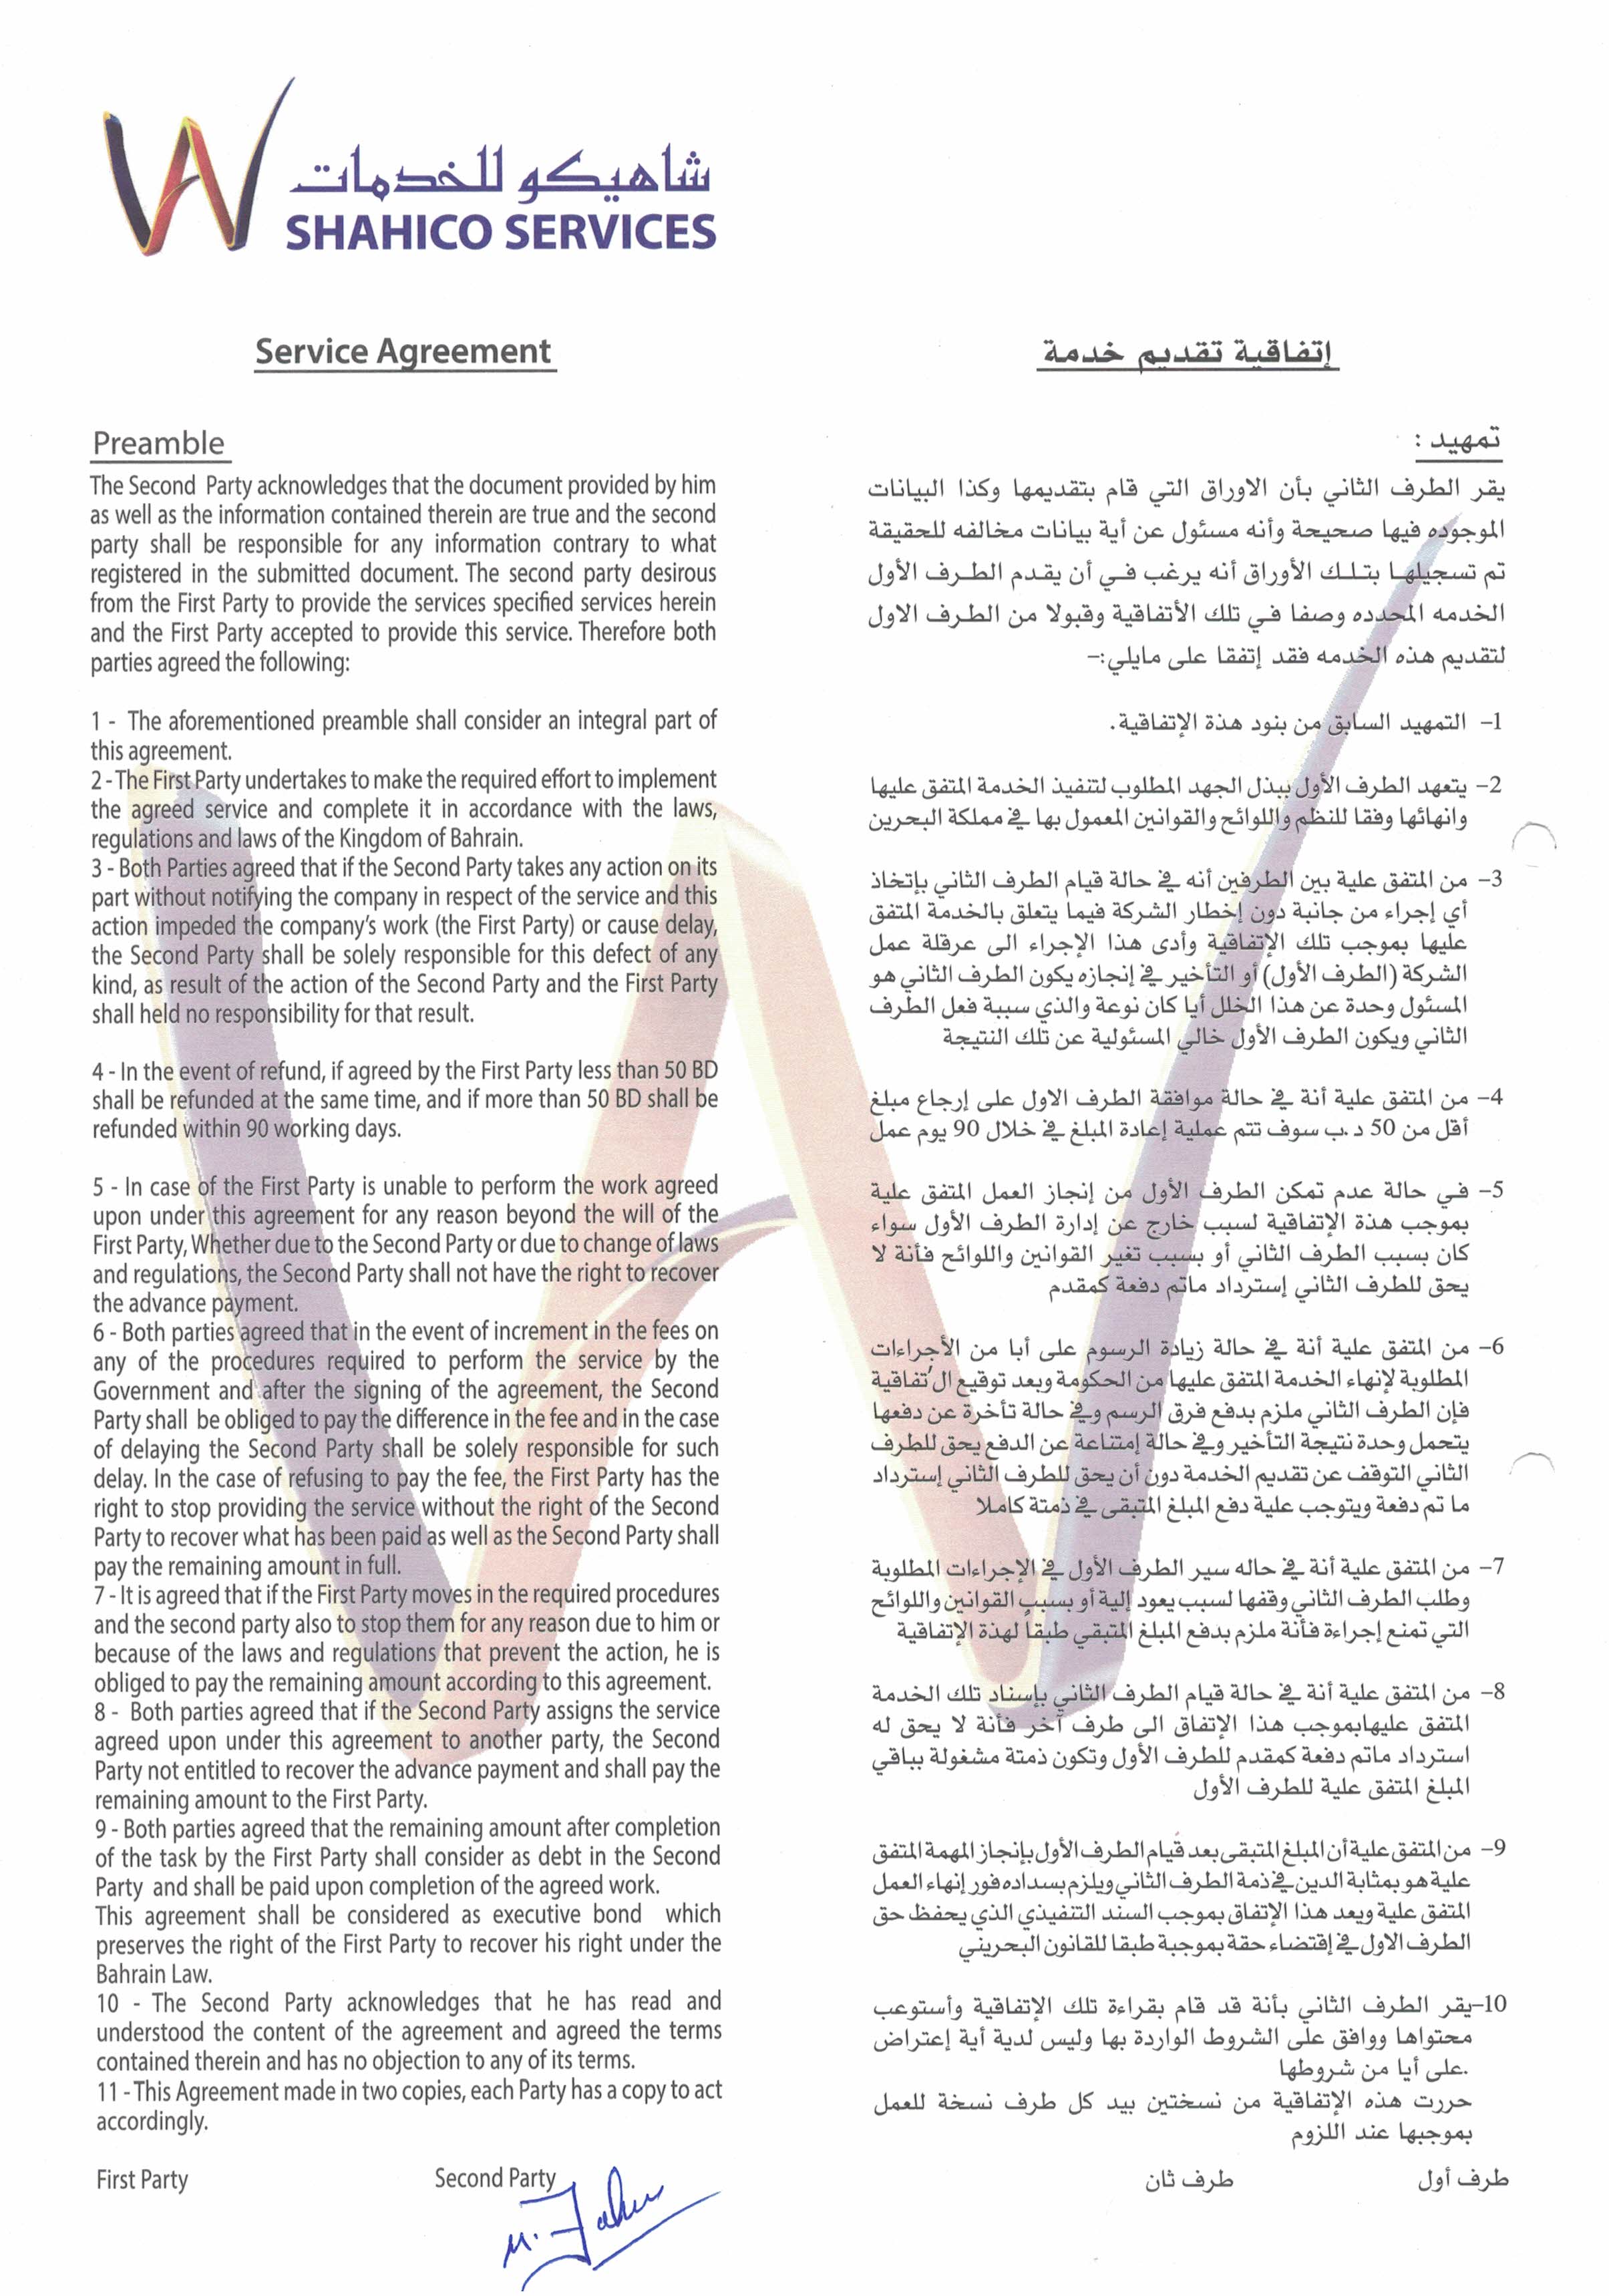 شاهيكو للخدمات
SHAHICO SERVICES
Service Agreement
Preamble
The Second Party acknowledges that the document provided by him
as well as the information contained therein are true and the second
party shall be responsible for any information contrary to what
registered in the submitted document. The second party desirous
from the First Party to provide the services specified services herein
and the First Party accepted to provide this service. Therefore both
parties agreed the following:
1 - The aforementioned preamble shall consider an integral part of
this agreement.
2 - The First Party undertakes to make the required effort to implement
the agreed service and complete it in accordance with the laws,
regulations and laws of the Kingdom of Bahrain.
3 - Both Parties agreed that if the Second Party takes any action on its
part without notifying the company in respect of the service and this
action impeded the company's work (the First Party) or cause delay,
the Second Party shall be solely responsible for this defect of any
kind, as result of the action of the Second Party and the First Party
shall held no responsibility for that result.
4 - In the event of refund, if agreed by the First Party less than 50 BD
shall be refunded at the same time, and if more than 50 BD shall be
refunded within 90 working days.
5 - In case of the First Party is unable to perform the work agreed
upon under this agreement for any reason beyond the will of the
First Party, Whether due to the Second Party or due to change of laws
and regulations, the Second Party shall not have the right to recover
the advance payment.
6 - Both parties agreed that in the event of increment in the fees on
any of the procedures required to perform the service by the
Government and after the signing of the agreement, the Second
Party shall be obliged to pay the difference in the fee and in the case
of delaying the Second Party shall be solely responsible for such
delay. In the case of refusing to pay the fee, the First Party has the
right to stop providing the service without the right of the Second
Party to recover what has been paid as well as the Second Party shall
pay the remaining amount in full.
7 - It is agreed that if the First Party moves in the required procedures
and the second party also to stop them for any reason due to him or
because of the laws and regulations that prevent the action, he is
obliged to pay the remaining amount according to this agreement.
8 - Both parties agreed that if the Second Party assigns the service
agreed upon under this agreement to another party, the Second
Party not entitled to recover the advance payment and shall pay the
remaining amount to the First Party.
9 - Both parties agreed that the remaining amount after completion
of the task by the First Party shall consider as debt in the Second
Party and shall be paid upon completion of the agreed work.
This agreement shall be considered as executive bond which
preserves the right of the First Party to recover his right under the
Bahrain Law.
10 - The Second Party acknowledges that he has read and
understood the content of the agreement and agreed the terms
contained therein and has no objection to any of its terms.
11 - This Agreement made in two copies, each Party has a copy to act
accordingly.
First Party Second Party
إتفاقية تقديم خدمة
تمهيد :
يقر الطرف الثاني بأن الاوراق التي قام بتقديمها وكذا البيانات
الموجوده فيها صحيحة وأنه مسئول عن أية بيانات مخالفه للحقيقة
تم تسجيلها بتلك الأوراق أنه يرغب في أن يقدم الطرف الأول
الخدمه المحدده وصفا في تلك الأتفاقية وقبولا من الطرف الاول
لتقديم هذه الخدمه فقد إتفقا على مايلي:-
1- التمهيد السابق من بنود هذة الإتفاقية.
2- يتعهد الطرف الأول ببذل الجهد المطلوب لتنفيذ الخدمة المتفق عليها
وانهائها وفقا للنظم واللوائح والقوانين المعمول بها في مملكة البحرين
3- من المتفق علية بين الطرفين أنه في حالة قيام الطرف الثاني بإتخاذ
أي إجراء من جانبة دون إخطار الشركة فيما يتعلق بالخدمة المتفق
عليها بموجب تلك الإتفاقية وأدى هذا الإجراء الى عرقلة عمل
الشركة (الطرف الأول) أو التأخير في إنجازه يكون الطرف الثاني هو
المسئول وحدة عن هذا الخلل أيا كان نوعة والذي سببة فعل الطرف
الثاني ويكون الطرف الأول خالي المسئولية عن تلك النتيجة
4- من المتفق علية أنة في حالة موافقة الطرف الاول على إرجاع مبلغ
أقل من 50 د.ب سوف تتم عملية إعادة المبلغ في خلال 90 يوم عمل
5- في حالة عدم تمكن الطرف الأول من إنجاز العمل المتفق علية
بموجب هذة الإتفاقية لسبب خارج عن إدارة الطرف الأول سواء
كان بسبب الطرف الثاني أو بسبب تغير القوانين واللوائح فأنة لا
يحق للطرف الثاني إسترداد ماتم دفعة كمقدم
6- من المتفق علية أنة في حالة زيادة الرسوم على أبا من الأجراءات
المطلوبة لإنهاء الخدمة المتفق عليها من الحكومة وبعد توقيع ال'تفاقية
فإن الطرف الثاني ملزم بدفع فرق الرسم وفي حالة تأخرة عن دفعها
يتحمل وحدة نتيجة التأخير وفي حالة إمتناعة عن الدفع يحق للطرف
الثاني التوقف عن تقديم الخدمة دون أن يحق للطرف الثاني إسترداد
ما تم دفعة ويتوجب علية دفع المبلغ المتبقى في ذمتة كاملا
7- من المتفق علية أنة في حاله سير الطرف الأول في الإجراءات المطلوبة
وطلب الطرف الثاني وقفها لسبب يعود إلية أو بسبب القوانين واللوائح
التي تمنع إجراءة فأنة ملزم بدفع المبلغ المتبقي طبقاً لهذة الإتفاقية
8- من المتفق علية أنة في حالة قيام الطرف الثاني بإسناد تلك الخدمة
المتفق عليهابموجب هذا الإتفاق الى طرف آخر فأنة لا يحق له
استرداد ماتم دفعة كمقدم للطرف الأول وتكون ذمتة مشغولة بباقي
المبلغ المتفق علية للطرف الأول
9- من المتفق علية أن المبلغ المتبقى بعد قيام الطرف الأول بإنجاز المهمة المتفق
علية هو بمثابة الدين في ذمة الطرف الثاني ويلزم بسداده فور إنهاء العمل
المتفق علية ويعد هذا الإتفاق بموجب السند التنفيذي الذي يحفظ حق
الطرف الاول في إقتضاء حقة بموجبة طبقا للقانون البحريني
10-يقر الطرف الثاني بأنة قد قام بقراءة تلك الإتفاقية وأستوعب
محتواها ووافق على الشروط الواردة بها وليس لدية أية إعتراض
.على أيا من شروطها
حررت هذه الإتفاقية من نسختين بيد كل طرف نسخة للعمل
بموجبها عند اللزوم
طرف أول طرف ثان